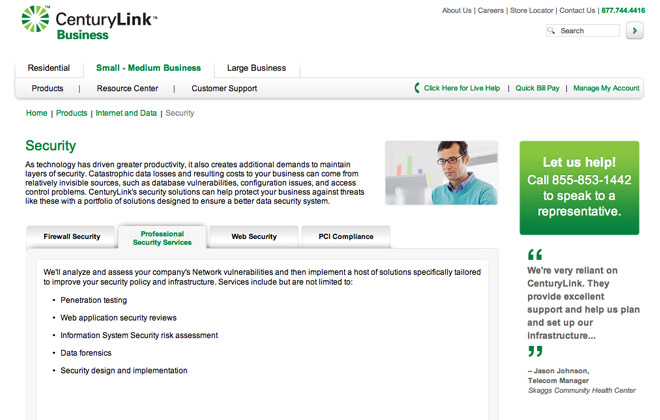 CenturyLink™
Business
About Us | Careers | Store Locator | Contact Us | 877.744.4416
Search
Residential
Small - Medium Business
Large Business
Products | Resource Center | Customer Support
Click Here for Live Help | Quick Bill Pay | Manage My Account
Home | Products | Internet and Data | Security
Security
As technology has driven greater productivity, it also creates additional demands to maintain
layers of security. Catastrophic data losses and resulting costs to your business can come from
relatively invisible sources, such as database vulnerabilities, configuration issues, and access
control problems. CenturyLink's security solutions can help protect your business against threats
like these with a portfolio of solutions designed to ensure a better data security system.
Let us help!
Call 855-853-1442
to speak to a
representative.
Firewall Security
Professional
Security Services
Web Security
PCI Compliance
We'll analyze and assess your company's Network vulnerabilities and then implement a host of solutions specifically tailored
to improve your security policy and infrastructure. Services include but are not limited to:
• Penetration testing
• Web application security reviews
• Information System Security risk assessment
• Data forensics
• Security design and implementation
“
We're very reliant on
CenturyLink. They
provide excellent
support and help us plan
and set up our
infrastructure...
”
– Jason Johnson,
Telecom Manager
Skaggs Community Health Center